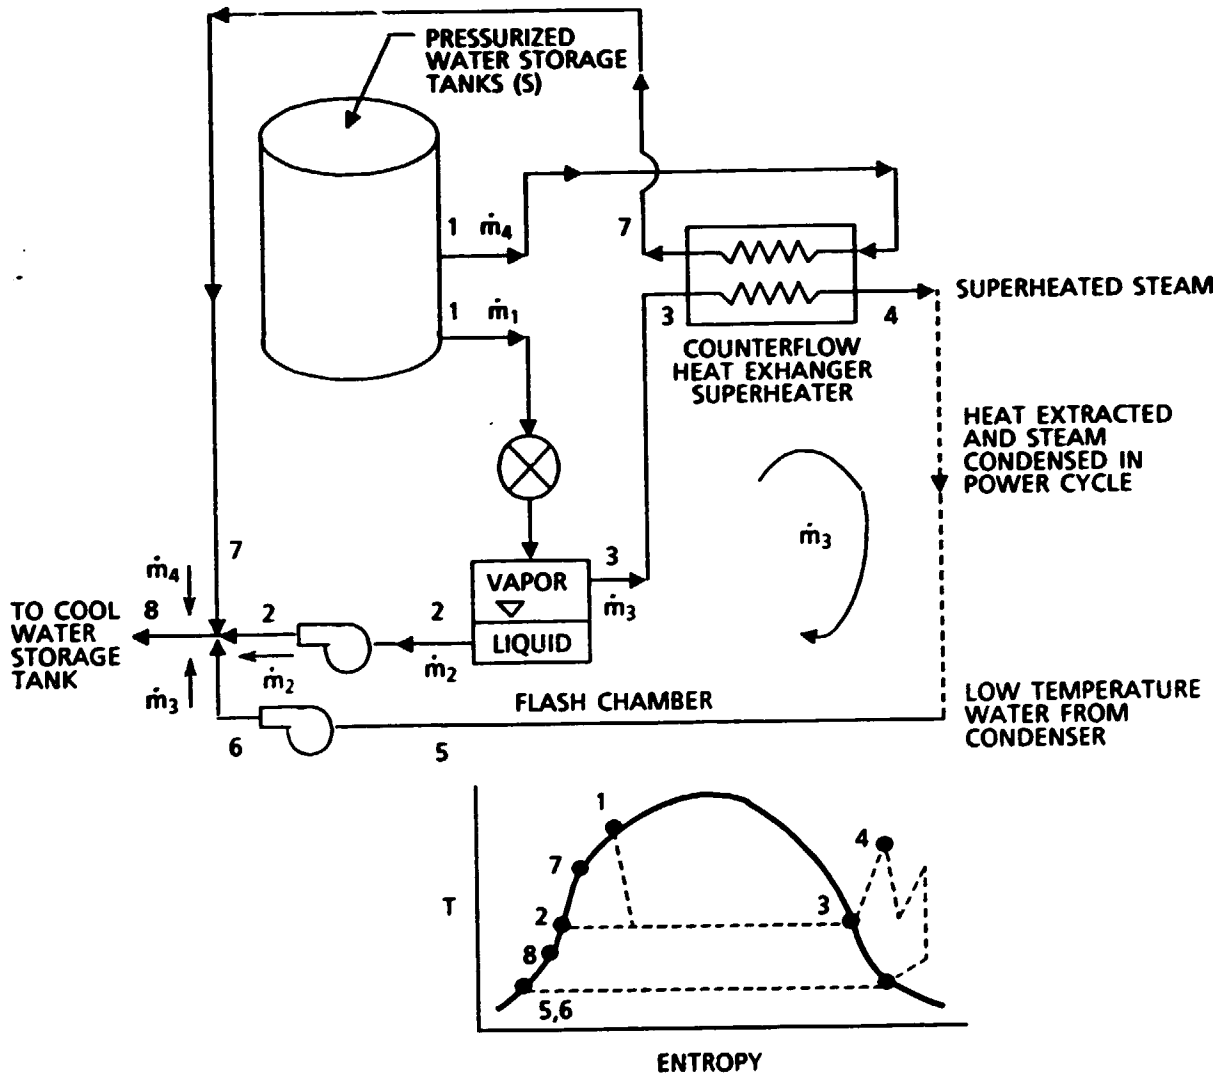 PRESSURIZED
WATER STORAGE
TANKS (S)
1 ṁ4
7
1 ṁ1
3
4
SUPERHEATED STEAM
COUNTERFLOW
HEAT EXHANGER
SUPERHEATER
HEAT EXTRACTED
AND STEAM
CONDENSED IN
POWER CYCLE
ṁ3
7
ṁ4
VAPOR
3
ṁ3
TO COOL
WATER
STORAGE
TANK
8
2
2
LIQUID
ṁ2
ṁ2
ṁ3
FLASH CHAMBER
LOW TEMPERATURE
WATER FROM
CONDENSER
6
5
1
7
4
T
2
3
8
5,6
ENTROPY